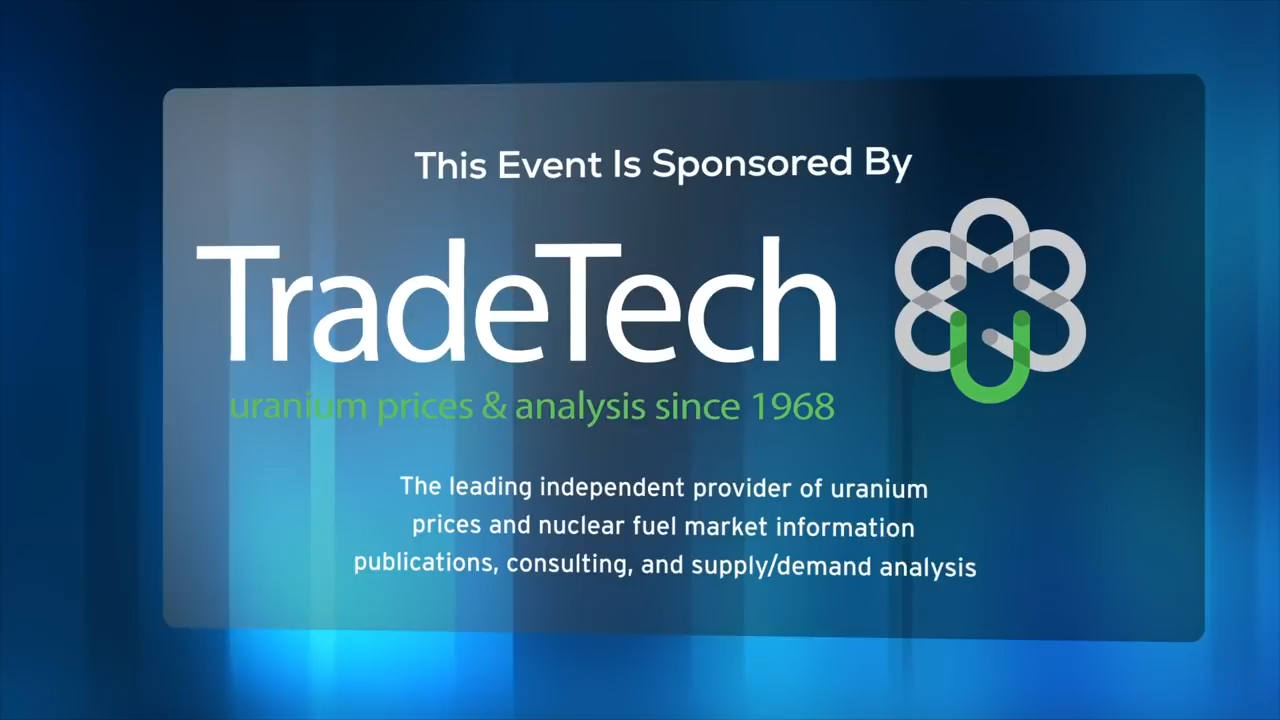 This Event Is Sponsored By
TradeTech
uranium prices & analysis since 1968
The leading independent provider of uranium
prices and nuclear fuel market information
publications, consulting, and supply/demand analysis